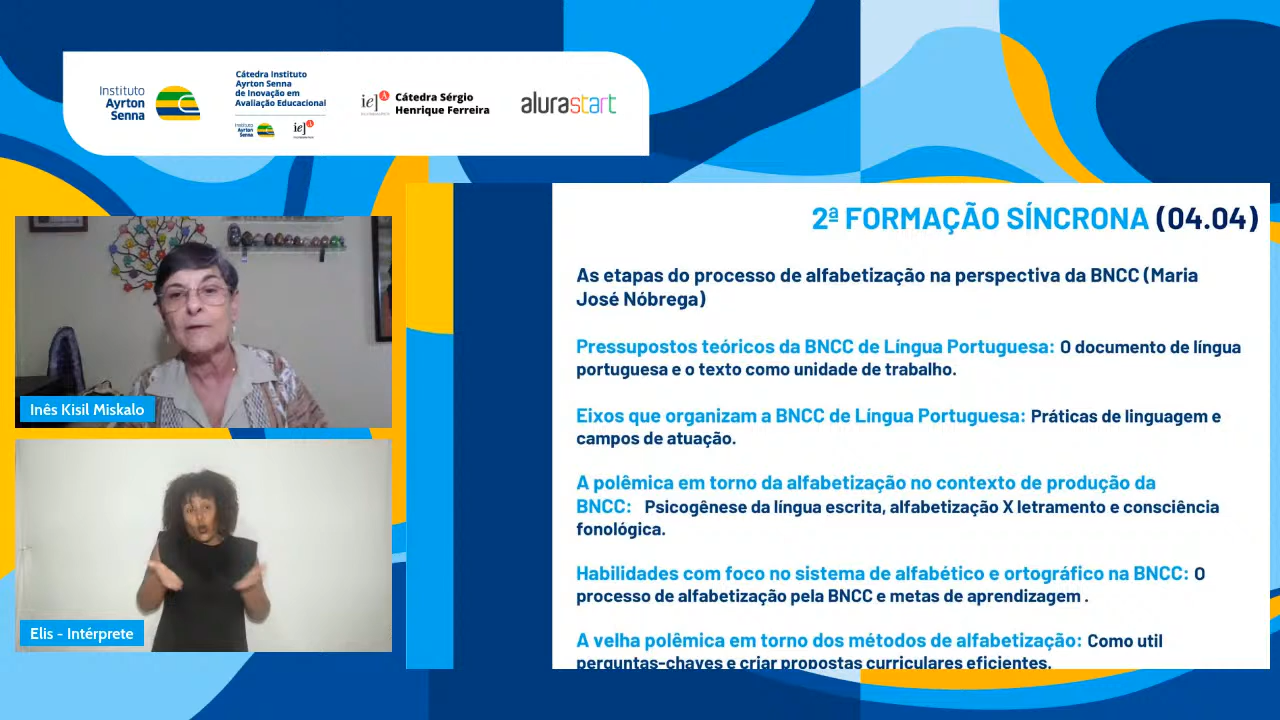 Instituto
Ayrton
Senna
Cátedra Instituto
Ayrton Senna
de Inovação em
Avaliação Educacional
Instituto
Ayrton
Senna
ie]A
ie]A
Cátedra Sérgio
Henrique Ferreira
alurastart
2ª FORMAÇÃO SÍNCRONA (04.04)
As etapas do processo de alfabetização na perspectiva da BNCC (Maria
José Nóbrega)
Pressupostos teóricos da BNCC de Língua Portuguesa: O documento de língua
portuguesa e o texto como unidade de trabalho.
Eixos que organizam a BNCC de Língua Portuguesa: Práticas de linguagem e
campos de atuação.
A polêmica em torno da alfabetização no contexto de produção da
BNCC: Psicogênese da língua escrita, alfabetização X letramento e consciência
fonológica.
Habilidades com foco no sistema de alfabético e ortográfico na BNCC: O
processo de alfabetização pela BNCC e metas de aprendizagem .
A velha polêmica em torno dos métodos de alfabetização: Como util
perguntas-chaves e criar propostas curriculares eficientes.
Inês Kisil Miskalo
Elis - Intérprete